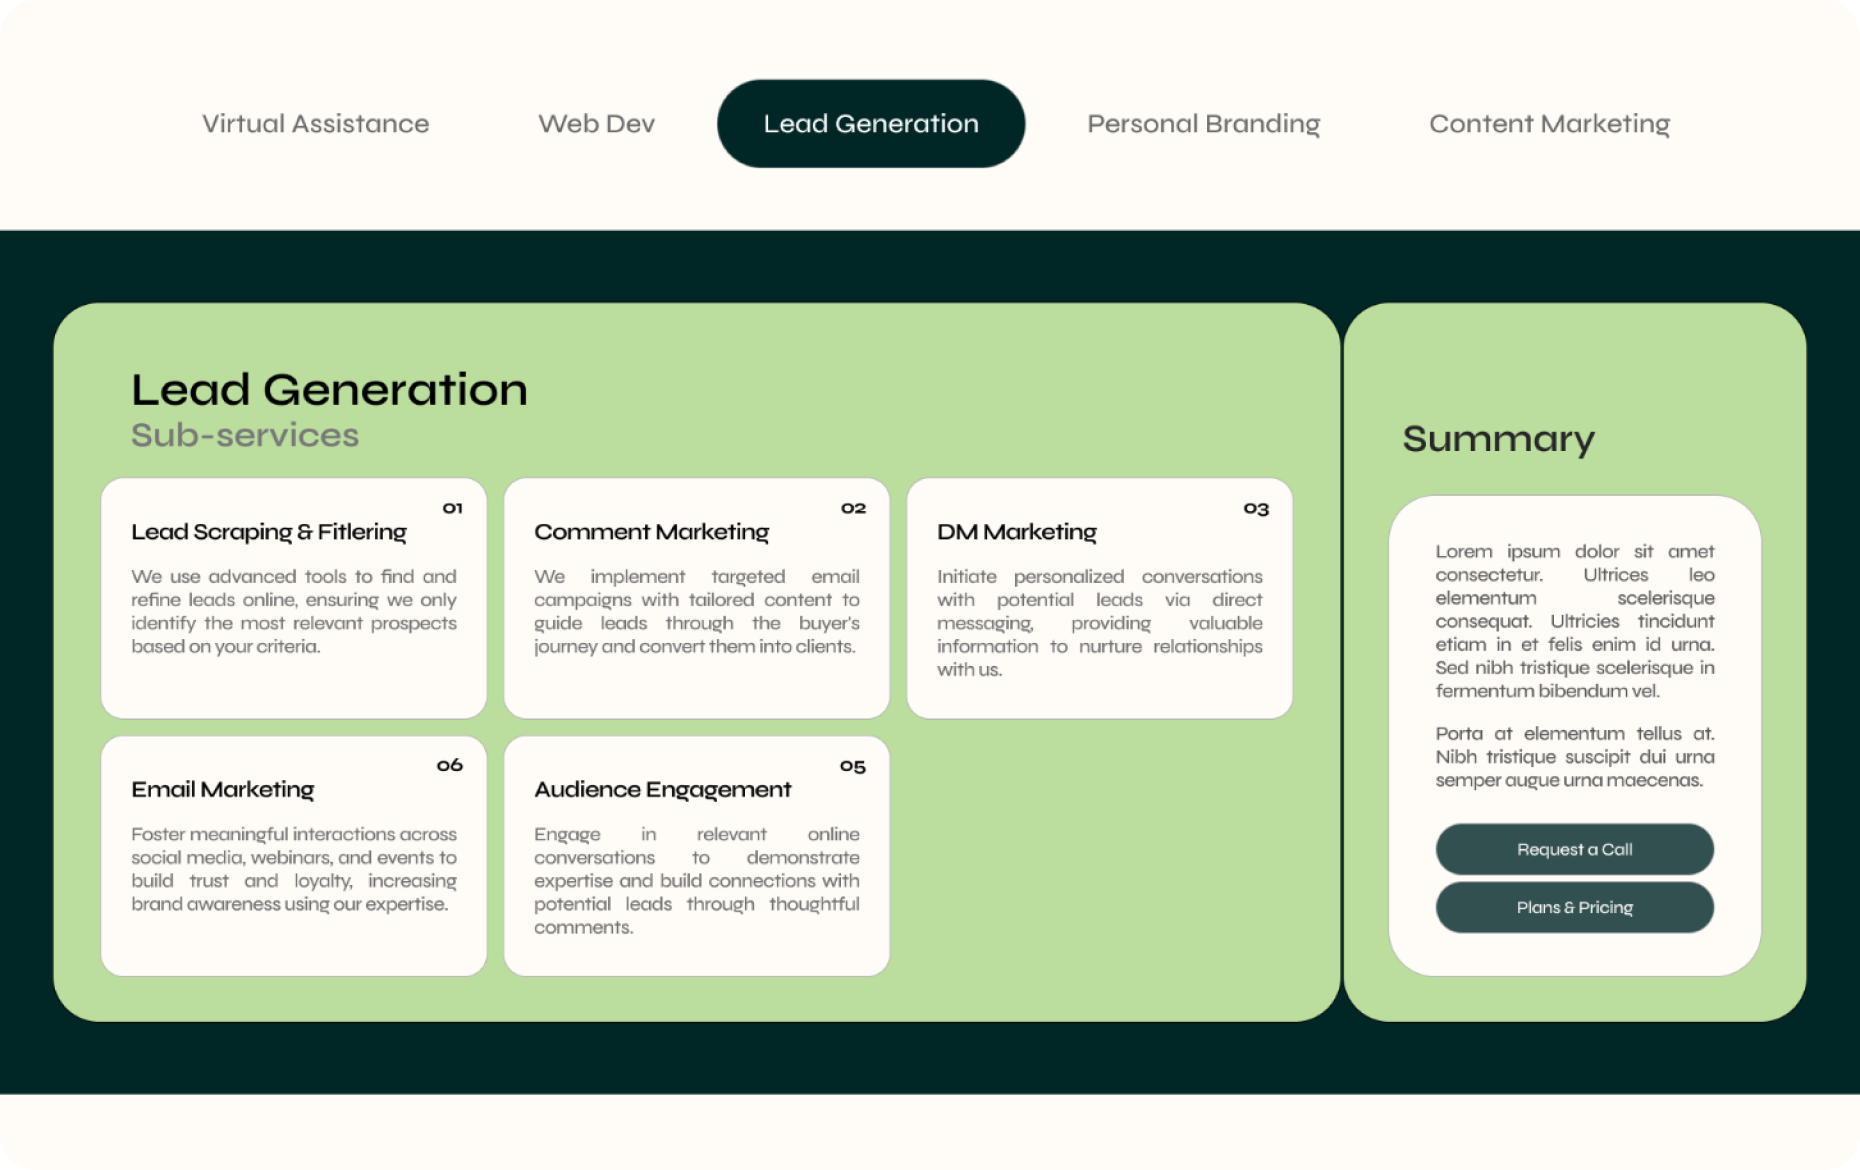 Virtual Assistance
Web Dev
Lead Generation
Personal Branding
Content Marketing
Lead Generation
Sub-services
01
Lead Scraping & Fitlering
We use advanced tools to find and
refine leads online, ensuring we only
identify the most relevant prospects
based on your criteria.
02
Comment Marketing
We implement targeted email
campaigns with tailored content to
guide leads through the buyer's
journey and convert them into clients.
03
DM Marketing
Initiate personalized conversations
with potential leads via direct
messaging, providing valuable
information to nurture relationships
with us.
06
Email Marketing
Foster meaningful interactions across
social media, webinars, and events to
build trust and loyalty, increasing
brand awareness using our expertise.
05
Audience Engagement
Engage in relevant online
conversations to demonstrate
expertise and build connections with
potential leads through thoughtful
comments.
Summary
Lorem ipsum dolor sit amet
consectetur. Ultrices leo
elementum scelerisque
consequat. Ultricies tincidunt
etiam in et felis enim id urna.
Sed nibh tristique scelerisque in
fermentum bibendum vel.
Porta at elementum tellus at.
Nibh tristique suscipit dui urna
semper augue urna maecenas.
Request a Call
Plans & Pricing